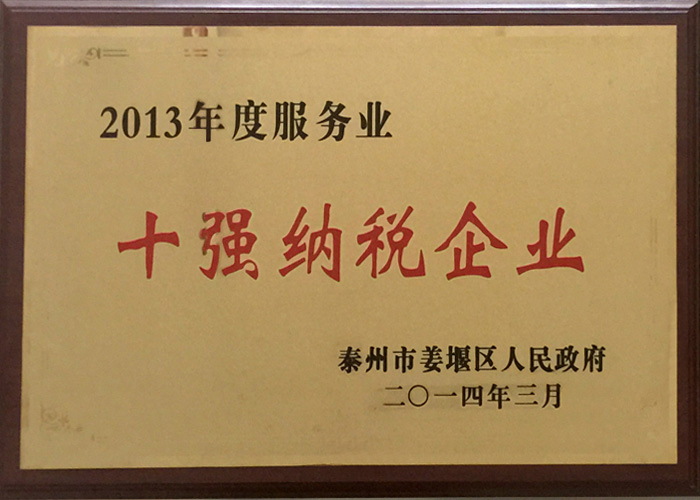 2013年度服务业
十强纳税企业
泰州市姜堰区人民政府
二〇一四年三月